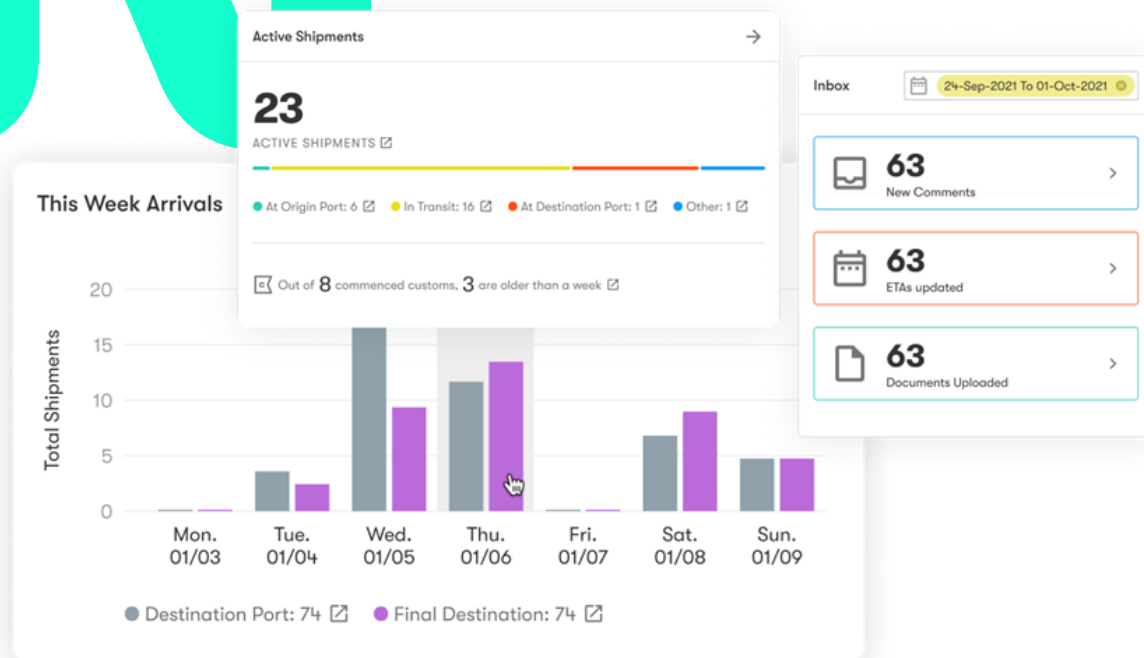 Active Shipments
23
ACTIVE SHIPMENTS
At Origin Port: 6 In Transit: 16 At Destination Port: 1 Other: 1
Out of 8 commenced customs, 3 are older than a week
Inbox 24-Sep-2021 To 01-Oct-2021
63
New Comments
63
ETAs updated
63
Documents Uploaded
This Week Arrivals
Total Shipments
20
15
10
5
0
Mon. Tue. Wed. Thu. Fri. Sat. Sun.
01/03 01/04 01/05 01/06 01/07 01/08 01/09
Destination Port: 74 Final Destination: 74